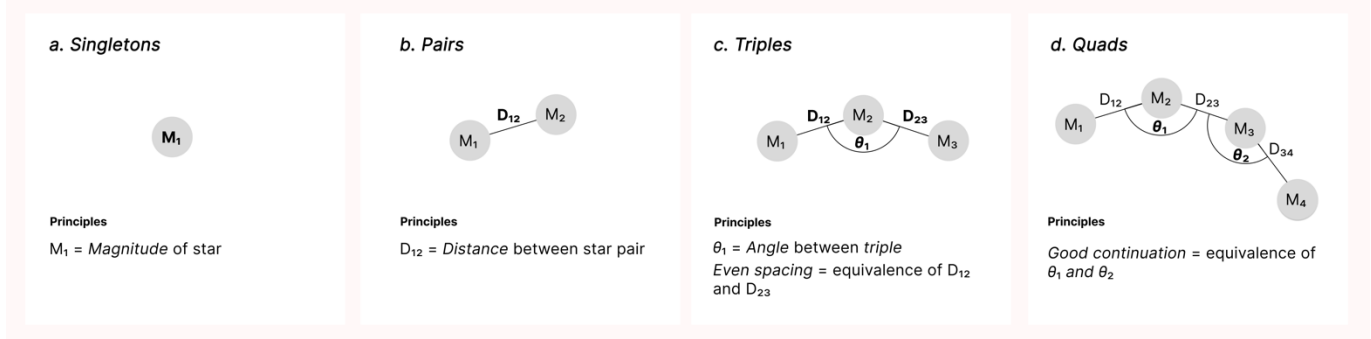 a. Singletons
M₁
Principles
M₁ = Magnitude of star
b. Pairs
D₁₂
M₁
M₂
Principles
D₁₂ = Distance between star pair
c. Triples
D₁₂
M₂
D₂₃
M₁
θ₁
M₃
Principles
θ₁ = Angle between triple
Even spacing = equivalence of D₁₂
and D₂₃
d. Quads
D₁₂
M₂
D₂₃
M₁
θ₁
M₃
θ₂
D₃₄
M₄
Principles
Good continuation = equivalence of
θ₁ and θ₂